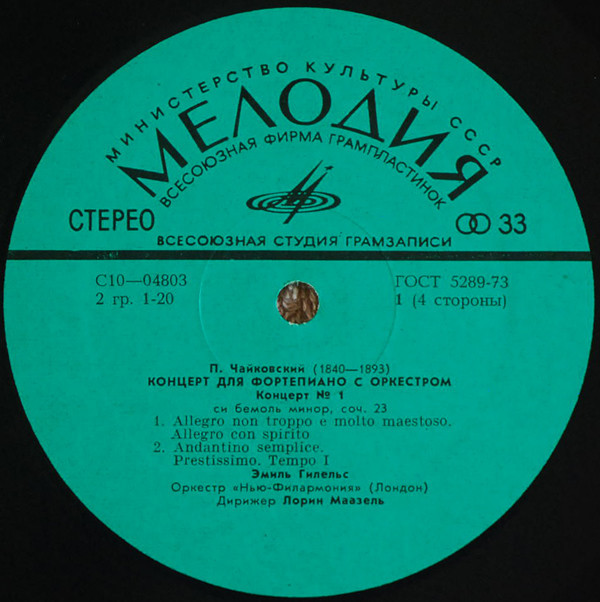 МИНИСТЕРСТВО КУЛЬТУРЫ СССР
МЕЛОДИЯ
ВСЕСОЮЗНАЯ ФИРМА ГРАМПЛАСТИНОК
СТЕРЕО
33
ВСЕСОЮЗНАЯ СТУДИЯ ГРАМЗАПИСИ
С10—04803
ГОСТ 5289-73
2 гр. 1-20
1 (4 стороны)
П. Чайковский (1840—1893)
КОНЦЕРТ ДЛЯ ФОРТЕПИАНО С ОРКЕСТРОМ
Концерт № 1
си бемоль минор, соч. 23
1. Allegro non troppo e molto maestoso.
Allegro con spirito
2. Andantino semplice.
Prestissimo. Tempo I
Эмиль Гилельс
Оркестр «Нью-Филармония» (Лондон)
Дирижер Лорин Маазель